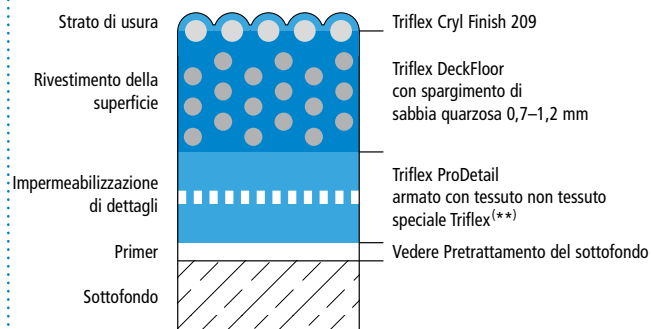 Strato di usura
Triflex Cryl Finish 209
Rivestimento della
superficie
Triflex DeckFloor
con spargimento di
sabbia quarzosa 0,7–1,2 mm
Impermeabilizzazione
di dettagli
Triflex ProDetail
armato con tessuto non tessuto
speciale Triflex(**)
Primer
Vedere Pretrattamento del sottofondo
Sottofondo